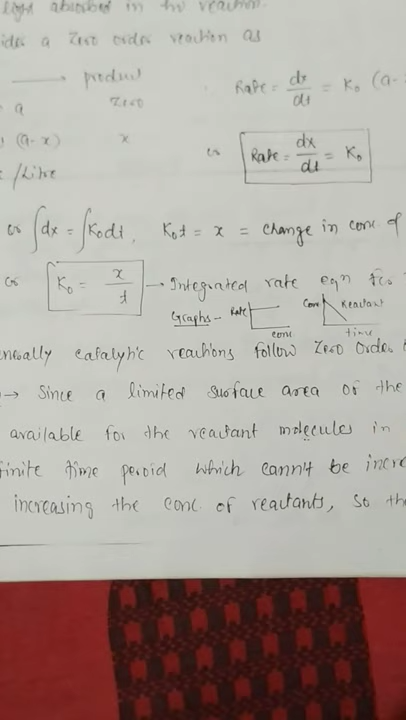 light absorbed in the reaction.
ider a Zero order reaction as
⟶ product Rate = dx/dt = K₀ (a-
a Zero
(a-x) x or Rate = dx/dt = K₀
/time
or ∫dx = ∫K₀dt, K₀t = x = change in conc of
or K₀ = x/t → Integrated rate eqn for
Graphs - Rate conc Conc Reactant time
nerally catalytic reactions follow Zero Order
→ Since a limited surface area of the
available for the reactant molecules in
finite time peroid which cann't be incre
increasing the conc. of reactants, so the